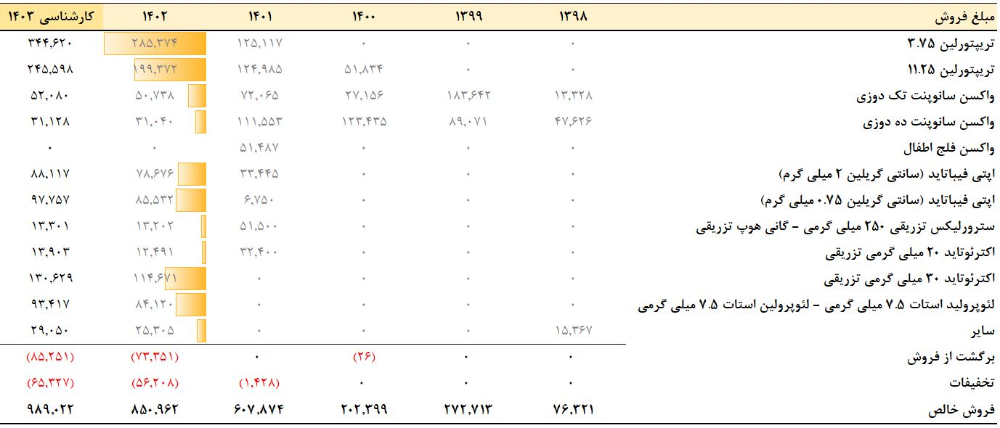 مبلغ فروش ۱۳۹۸ ۱۳۹۹ ۱۴۰۰ ۱۴۰۱ ۱۴۰۲ کارشناسی ۱۴۰۳
تریپتورلین ۳.۷۵ ۰ ۰ ۰ ۱۲۵,۱۱۷ ۲۸۵,۳۷۴ ۳۴۴,۶۲۰
تریپتورلین ۱۱.۲۵ ۰ ۰ ۵۱,۸۳۴ ۱۲۴,۹۸۵ ۱۹۹,۳۷۲ ۲۴۵,۵۹۸
واکسن سانوپنت تک دوزی ۱۳,۳۲۸ ۱۸۳,۶۴۲ ۲۷,۱۵۶ ۷۲,۰۶۵ ۵۰,۷۳۸ ۵۲,۰۸۰
واکسن سانوپنت ده دوزی ۴۷,۶۲۶ ۸۹,۰۷۱ ۱۲۳,۴۳۵ ۱۱۱,۵۵۳ ۳۱,۰۴۰ ۳۱,۱۲۸
واکسن فلج اطفال ۰ ۰ ۰ ۵۱,۴۸۷ ۰ ۰
اپتی فیباتاید (سانتی گریلین ۲ میلی گرم) ۰ ۰ ۰ ۳۳,۴۴۵ ۷۸,۶۷۶ ۸۸,۱۱۷
اپتی فیباتاید (سانتی گریلین ۰.۷۵ میلی گرم) ۰ ۰ ۰ ۶,۷۵۰ ۸۵,۵۳۲ ۹۷,۷۵۷
سترورلیکس تزریقی ۲۵۰ میلی گرمی - گانی هوپ تزریقی ۰ ۰ ۰ ۵۱,۵۰۰ ۱۳,۲۰۲ ۱۳,۳۰۱
اکترئوتاید ۲۰ میلی گرمی تزریقی ۰ ۰ ۰ ۳۲,۴۰۰ ۱۲,۴۹۱ ۱۳,۹۰۳
اکترئوتاید ۳۰ میلی گرمی تزریقی ۰ ۰ ۰ ۰ ۱۱۴,۶۷۱ ۱۳۰,۶۲۹
لئوپرولید استات ۷.۵ میلی گرمی - لئوپرولین استات ۷.۵ میلی گرمی ۰ ۰ ۰ ۰ ۸۴,۱۲۰ ۹۳,۴۱۷
سایر ۱۵,۳۶۷ ۰ ۰ ۰ ۲۵,۳۰۵ ۲۹,۰۵۰
برگشت از فروش ۰ ۰ (۲۶) ۰ (۷۳,۳۵۱) (۸۵,۲۵۱)
تخفیفات ۰ ۰ ۰ (۱,۴۲۸) (۵۶,۲۰۸) (۶۵,۳۲۷)
فروش خالص ۷۶,۳۲۱ ۲۷۲,۷۱۳ ۲۰۲,۳۹۹ ۶۰۷,۸۷۴ ۸۵۰,۹۶۲ ۹۸۹,۰۲۲